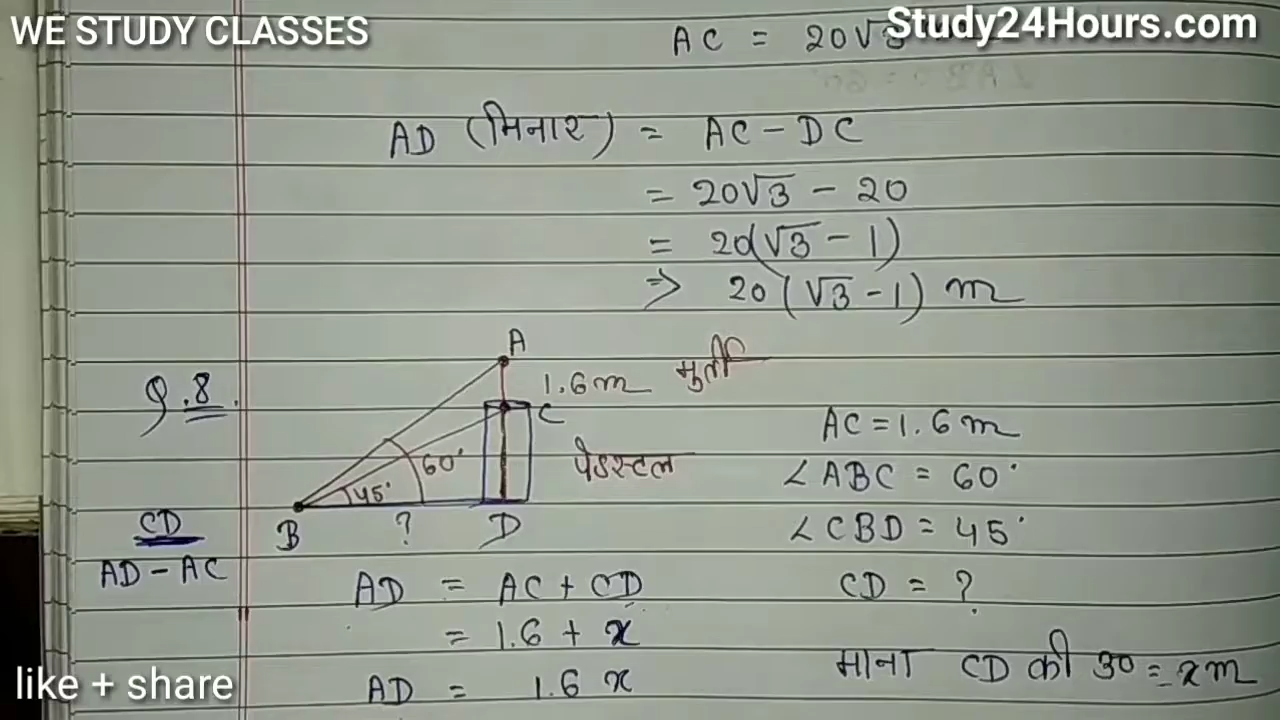 WE STUDY CLASSES
Study24Hours.com
AC = 20√3
AD (मिनार) = AC - DC
= 20√3 - 20
= 20(√3 - 1)
⇒ 20(√3 - 1) m
Q.8.
A
1.6m मुर्ती
C
60°
45°
पेडस्टल
B
?
D
AC = 1.6 m
∠ABC = 60°
∠CBD = 45°
CD = ?
माना CD की ऊ० = x m
CD
AD - AC
AD = AC + CD
= 1.6 + x
AD = 1.6 x
like + share